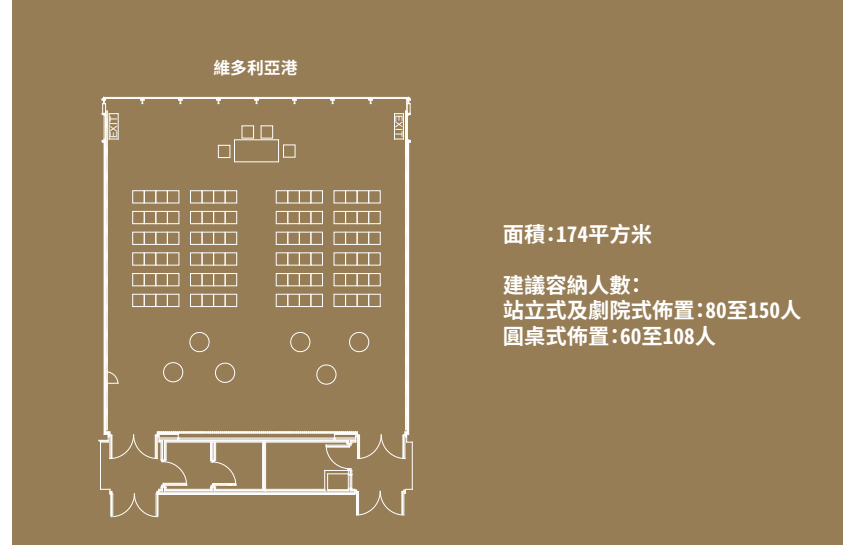 維多利亞港
EXIT
EXIT
面積：174平方米
建議容納人數：
站立式及劇院式佈置：80至150人
圓桌式佈置：60至108人